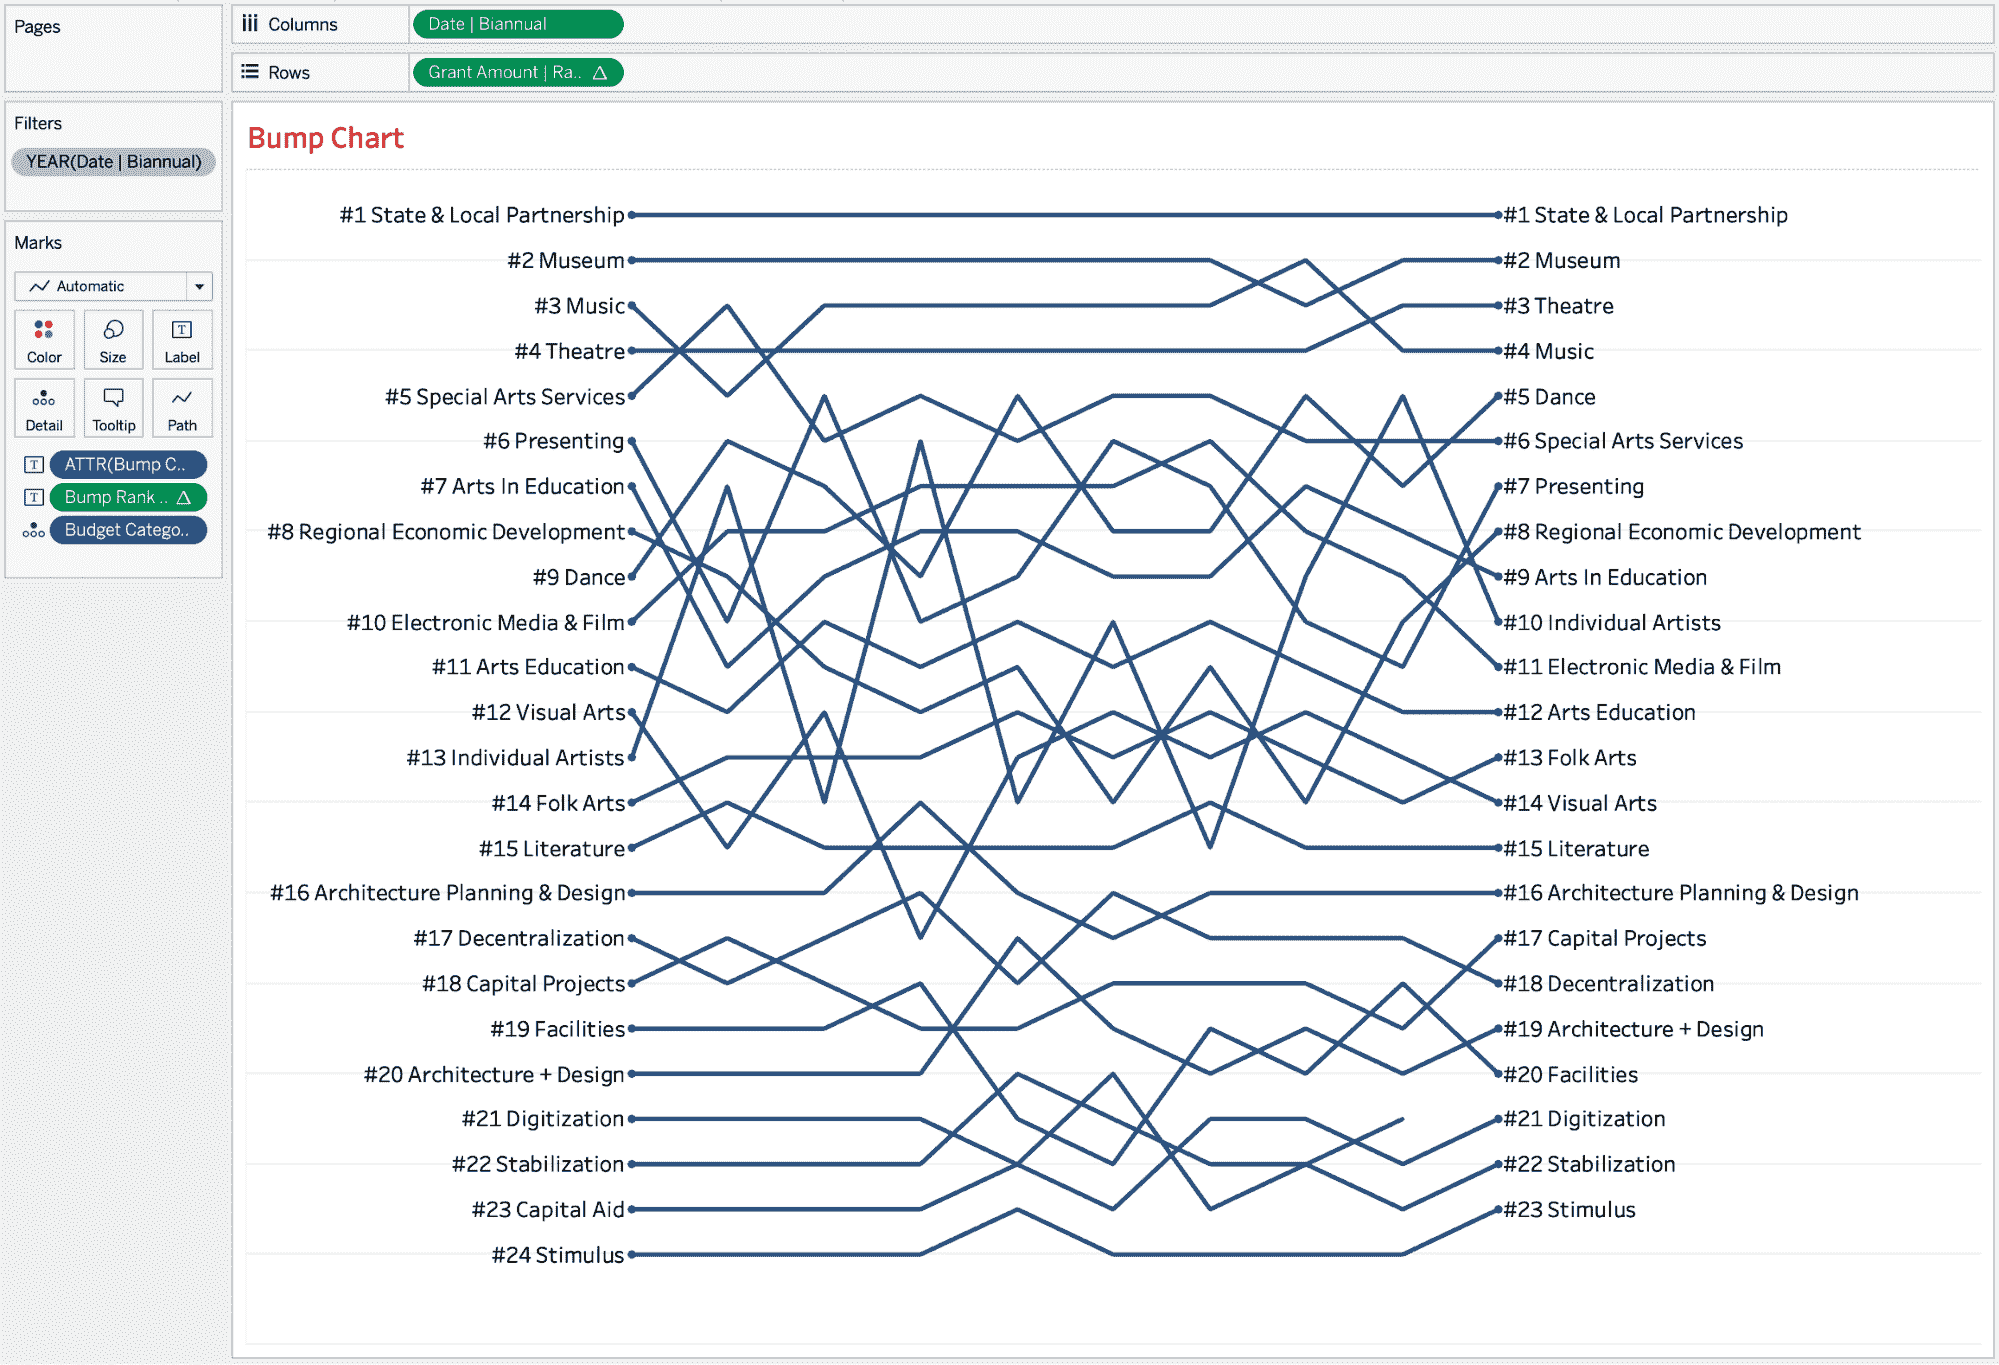 Pages
Columns
Date | Biannual
Rows
Grant Amount | Ra..
Filters
YEAR(Date | Biannual)
Marks
Automatic
Color
Size
Label
Detail
Tooltip
Path
ATTR(Bump C..
Bump Rank ..
Budget Catego..
Bump Chart
#1 State & Local Partnership
#2 Museum
#3 Music
#4 Theatre
#5 Special Arts Services
#6 Presenting
#7 Arts In Education
#8 Regional Economic Development
#9 Dance
#10 Electronic Media & Film
#11 Arts Education
#12 Visual Arts
#13 Individual Artists
#14 Folk Arts
#15 Literature
#16 Architecture Planning & Design
#17 Decentralization
#18 Capital Projects
#19 Facilities
#20 Architecture + Design
#21 Digitization
#22 Stabilization
#23 Capital Aid
#24 Stimulus
#1 State & Local Partnership
#2 Museum
#3 Theatre
#4 Music
#5 Dance
#6 Special Arts Services
#7 Presenting
#8 Regional Economic Development
#9 Arts In Education
#10 Individual Artists
#11 Electronic Media & Film
#12 Arts Education
#13 Folk Arts
#14 Visual Arts
#15 Literature
#16 Architecture Planning & Design
#17 Capital Projects
#18 Decentralization
#19 Architecture + Design
#20 Facilities
#21 Digitization
#22 Stabilization
#23 Stimulus